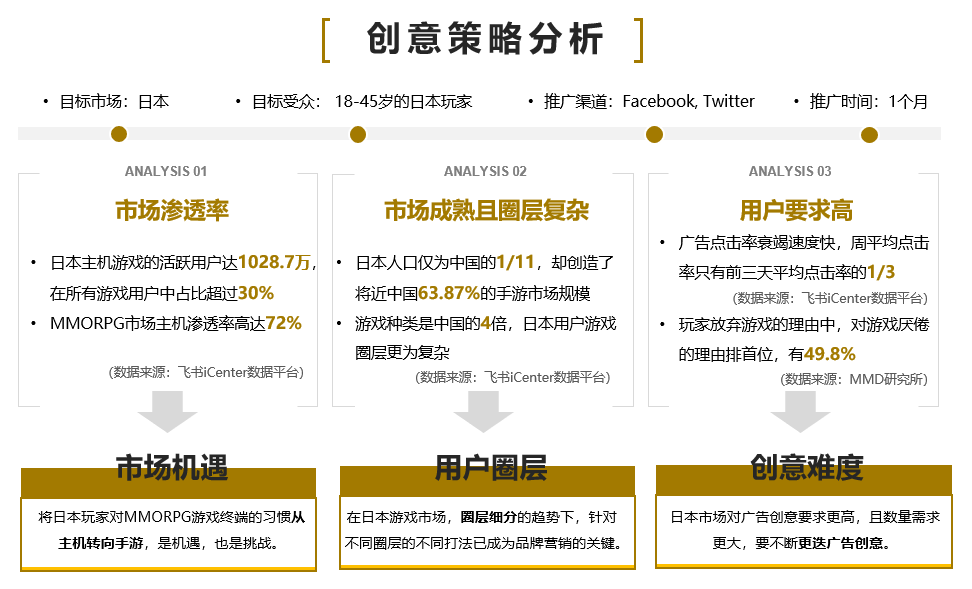 创意策略分析
• 目标市场：日本
• 目标受众： 18-45岁的日本玩家
• 推广渠道：Facebook, Twitter
• 推广时间：1个月
ANALYSIS 01
市场渗透率
• 日本主机游戏的活跃用户达1028.7万，
在所有游戏用户中占比超过30%
• MMORPG市场主机渗透率高达72%
(数据来源：飞书iCenter数据平台)
市场机遇
将日本玩家对MMORPG游戏终端的习惯从
主机转向手游，是机遇，也是挑战。
ANALYSIS 02
市场成熟且圈层复杂
• 日本人口仅为中国的1/11，却创造了
将近中国63.87%的手游市场规模
• 游戏种类是中国的4倍，日本用户游戏
圈层更为复杂
(数据来源：飞书iCenter数据平台)
用户圈层
在日本游戏市场，圈层细分的趋势下，针对
不同圈层的不同打法已成为品牌营销的关键。
ANALYSIS 03
用户要求高
• 广告点击率衰竭速度快，周平均点击
率只有前三天平均点击率的1/3
(数据来源：飞书iCenter数据平台)
• 玩家放弃游戏的理由中，对游戏厌倦
的理由排首位，有49.8%
(数据来源：MMD研究所)
创意难度
日本市场对广告创意要求更高，且数量需求
更大，要不断更迭广告创意。